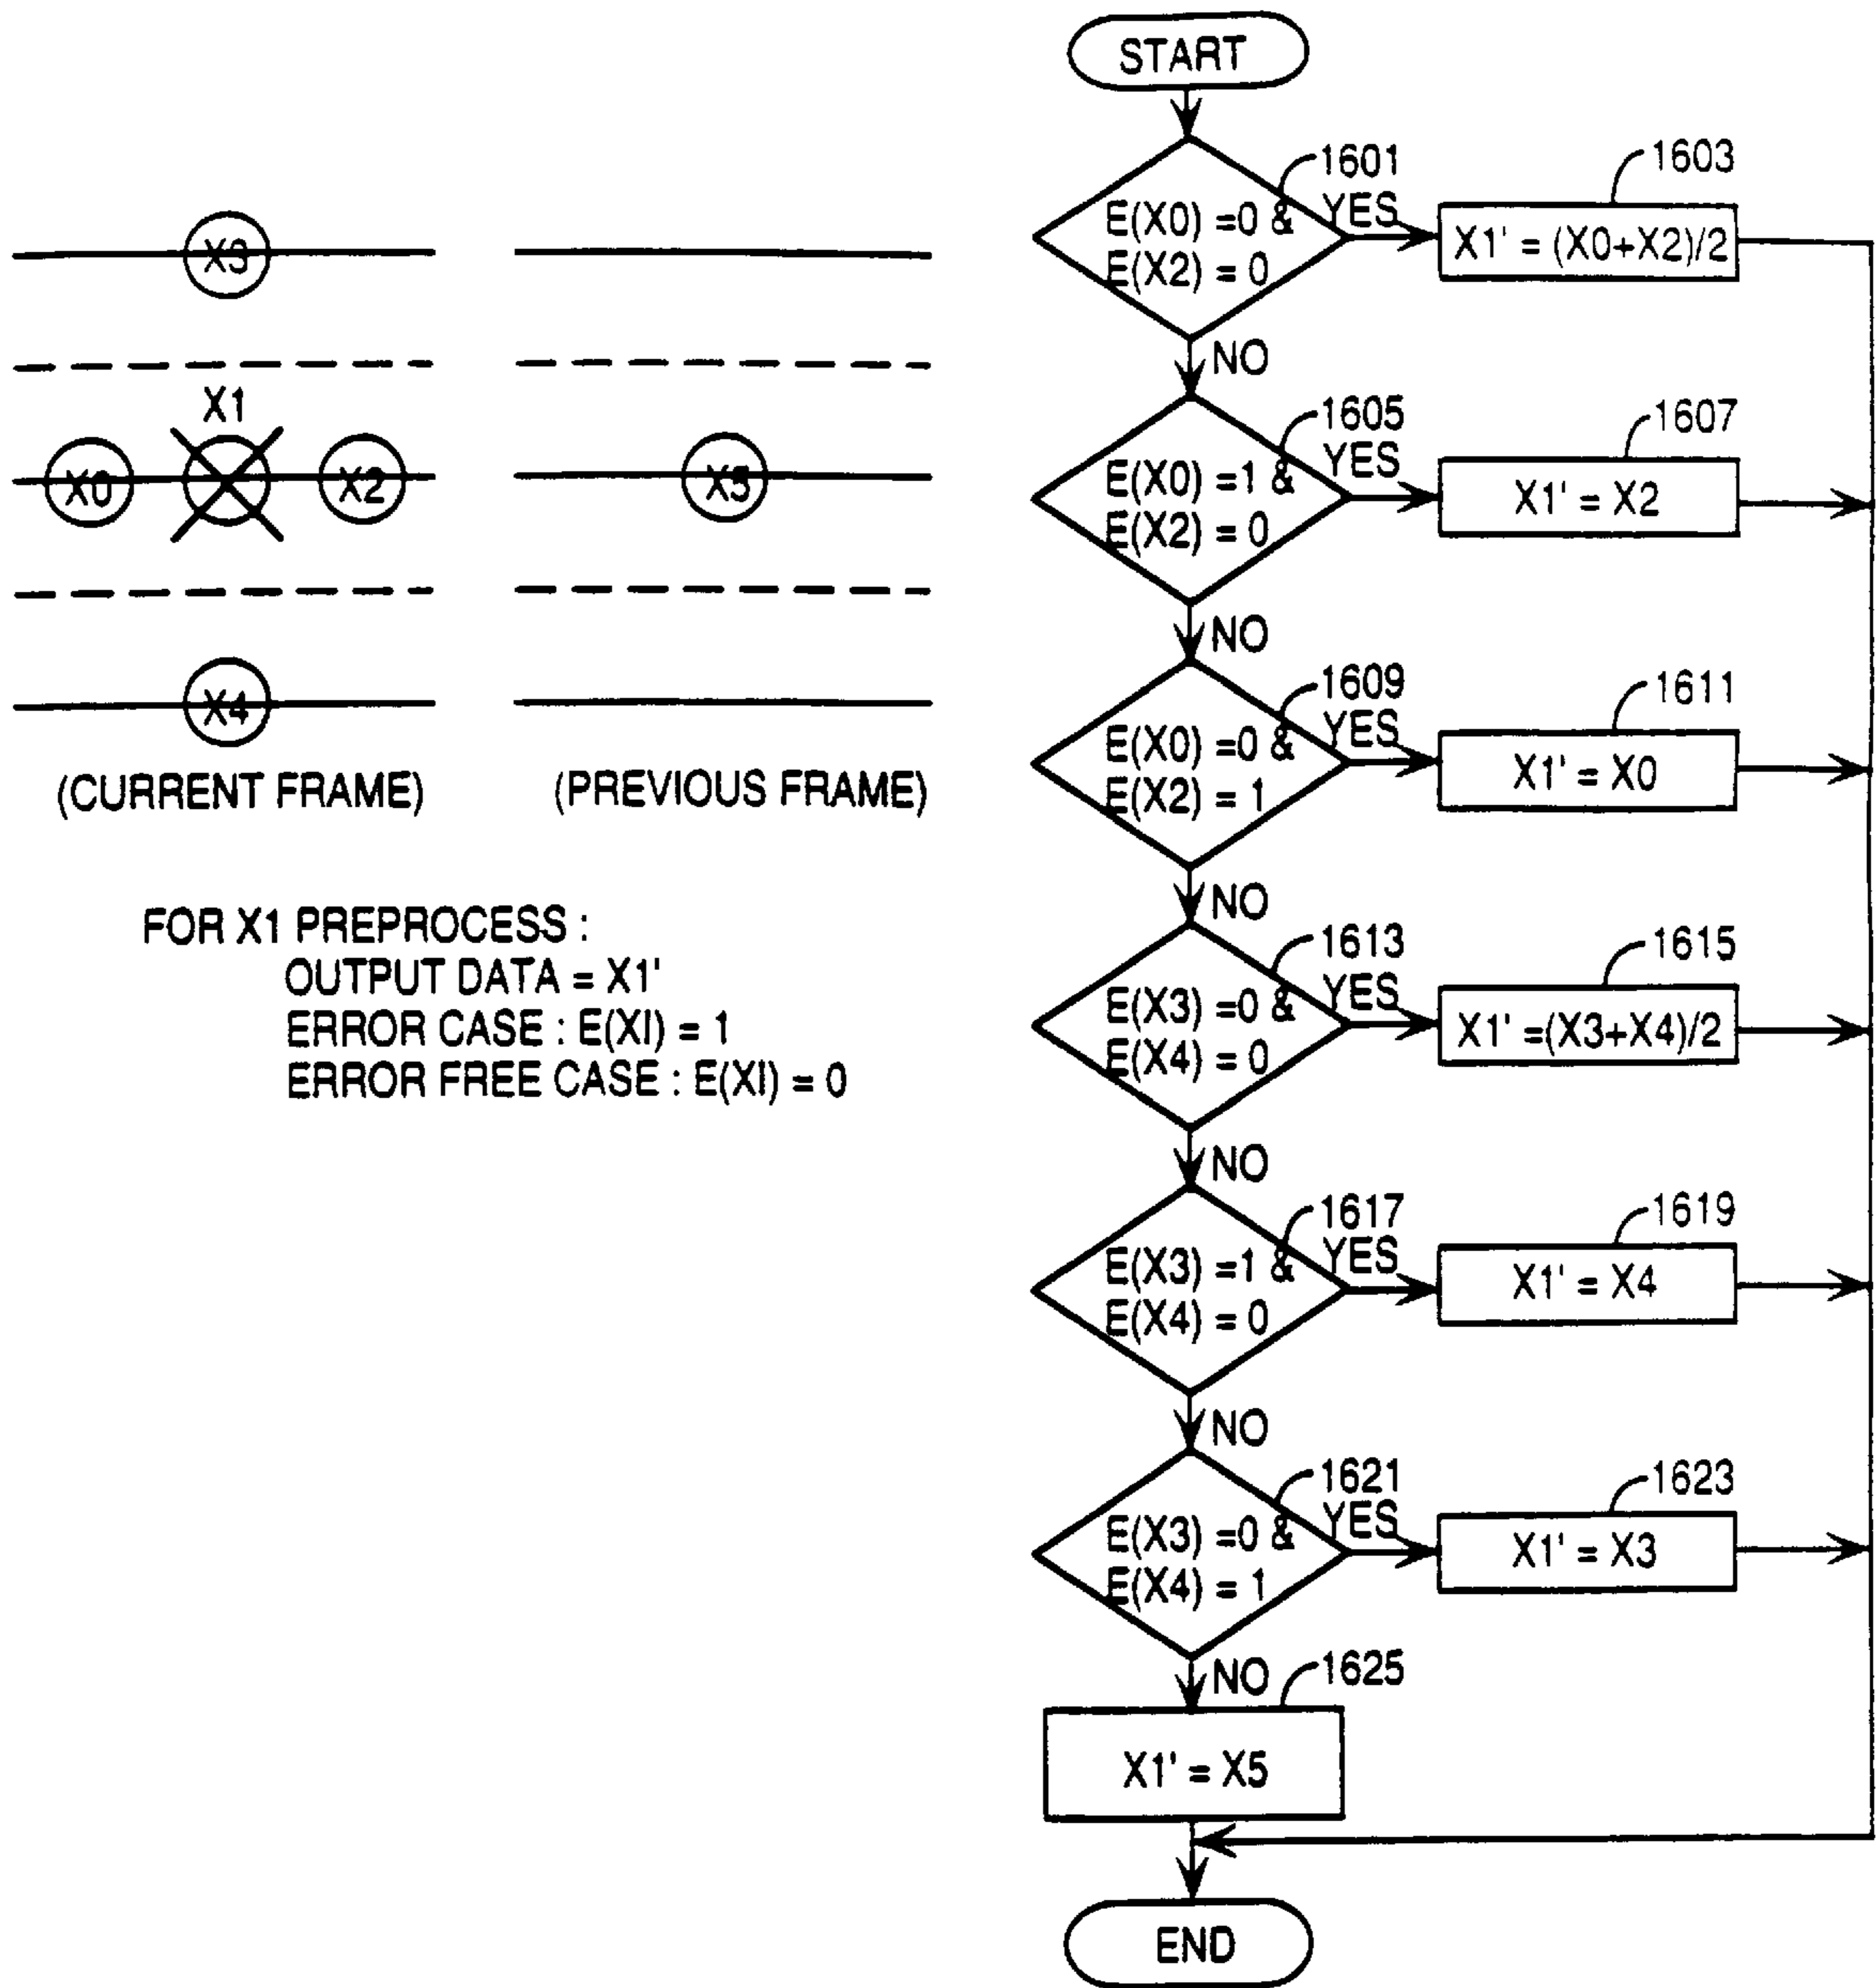 X3
X1
X0
X2
X5
X4
(CURRENT FRAME)
(PREVIOUS FRAME)
FOR X1 PREPROCESS :
OUTPUT DATA = X1'
ERROR CASE : E(XI) = 1
ERROR FREE CASE : E(XI) = 0
START
1601
E(X0) =0 &
E(X2) = 0
YES
1603
X1' = (X0+X2)/2
NO
1605
E(X0) =1 &
E(X2) = 0
YES
1607
X1' = X2
NO
1609
E(X0) =0 &
E(X2) = 1
YES
1611
X1' = X0
NO
1613
E(X3) =0 &
E(X4) = 0
YES
1615
X1' =(X3+X4)/2
NO
1617
E(X3) =1 &
E(X4) = 0
YES
1619
X1' = X4
NO
1621
E(X3) =0 &
E(X4) = 1
YES
1623
X1' = X3
NO
1625
X1' = X5
END